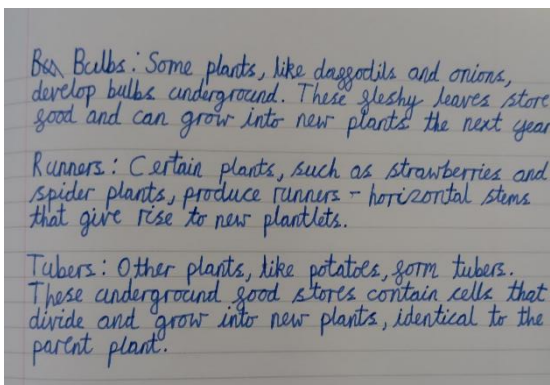 Bulbs: Some plants, like daffodils and onions,
develop bulbs underground. These fleshy leaves store
food and can grow into new plants the next year
Runners: Certain plants, such as strawberries and
spider plants, produce runners - horizontal stems
that give rise to new plantlets.
Tubers: Other plants, like potatoes, form tubers.
These underground food stores contain cells that
divide and grow into new plants, identical to the
parent plant.